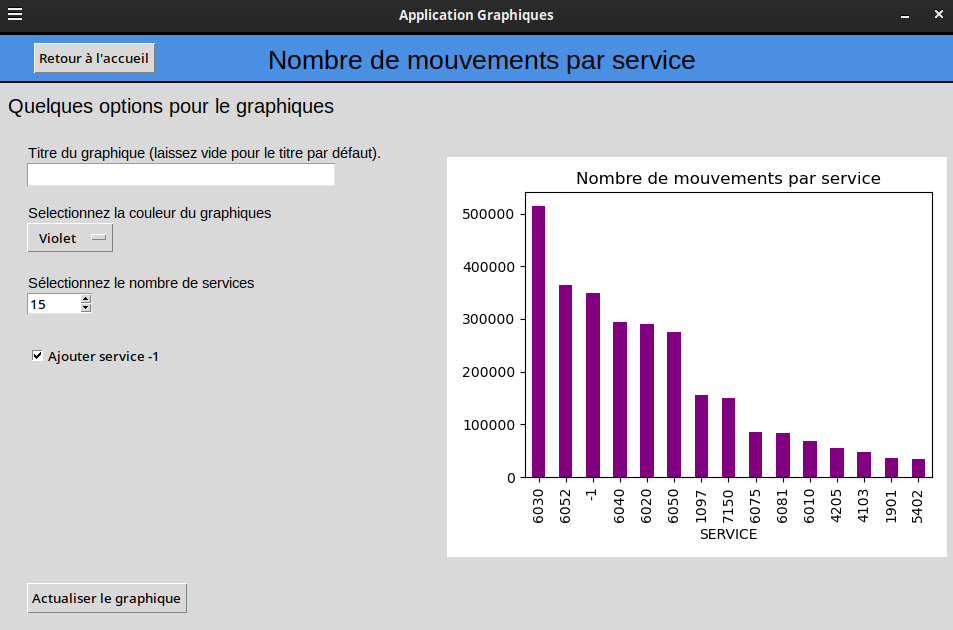 Application Graphiques
Retour à l'accueil
Nombre de mouvements par service
Quelques options pour le graphiques
Titre du graphique (laissez vide pour le titre par défaut).
Selectionnez la couleur du graphiques
Violet
Sélectionnez le nombre de services
15
Ajouter service -1
Actualiser le graphique
Nombre de mouvements par service
500000
400000
300000
200000
100000
0
6030 6052 -1 6040 6020 6050 1097 7150 6075 6081 6010 4205 4103 1901 5402
SERVICE